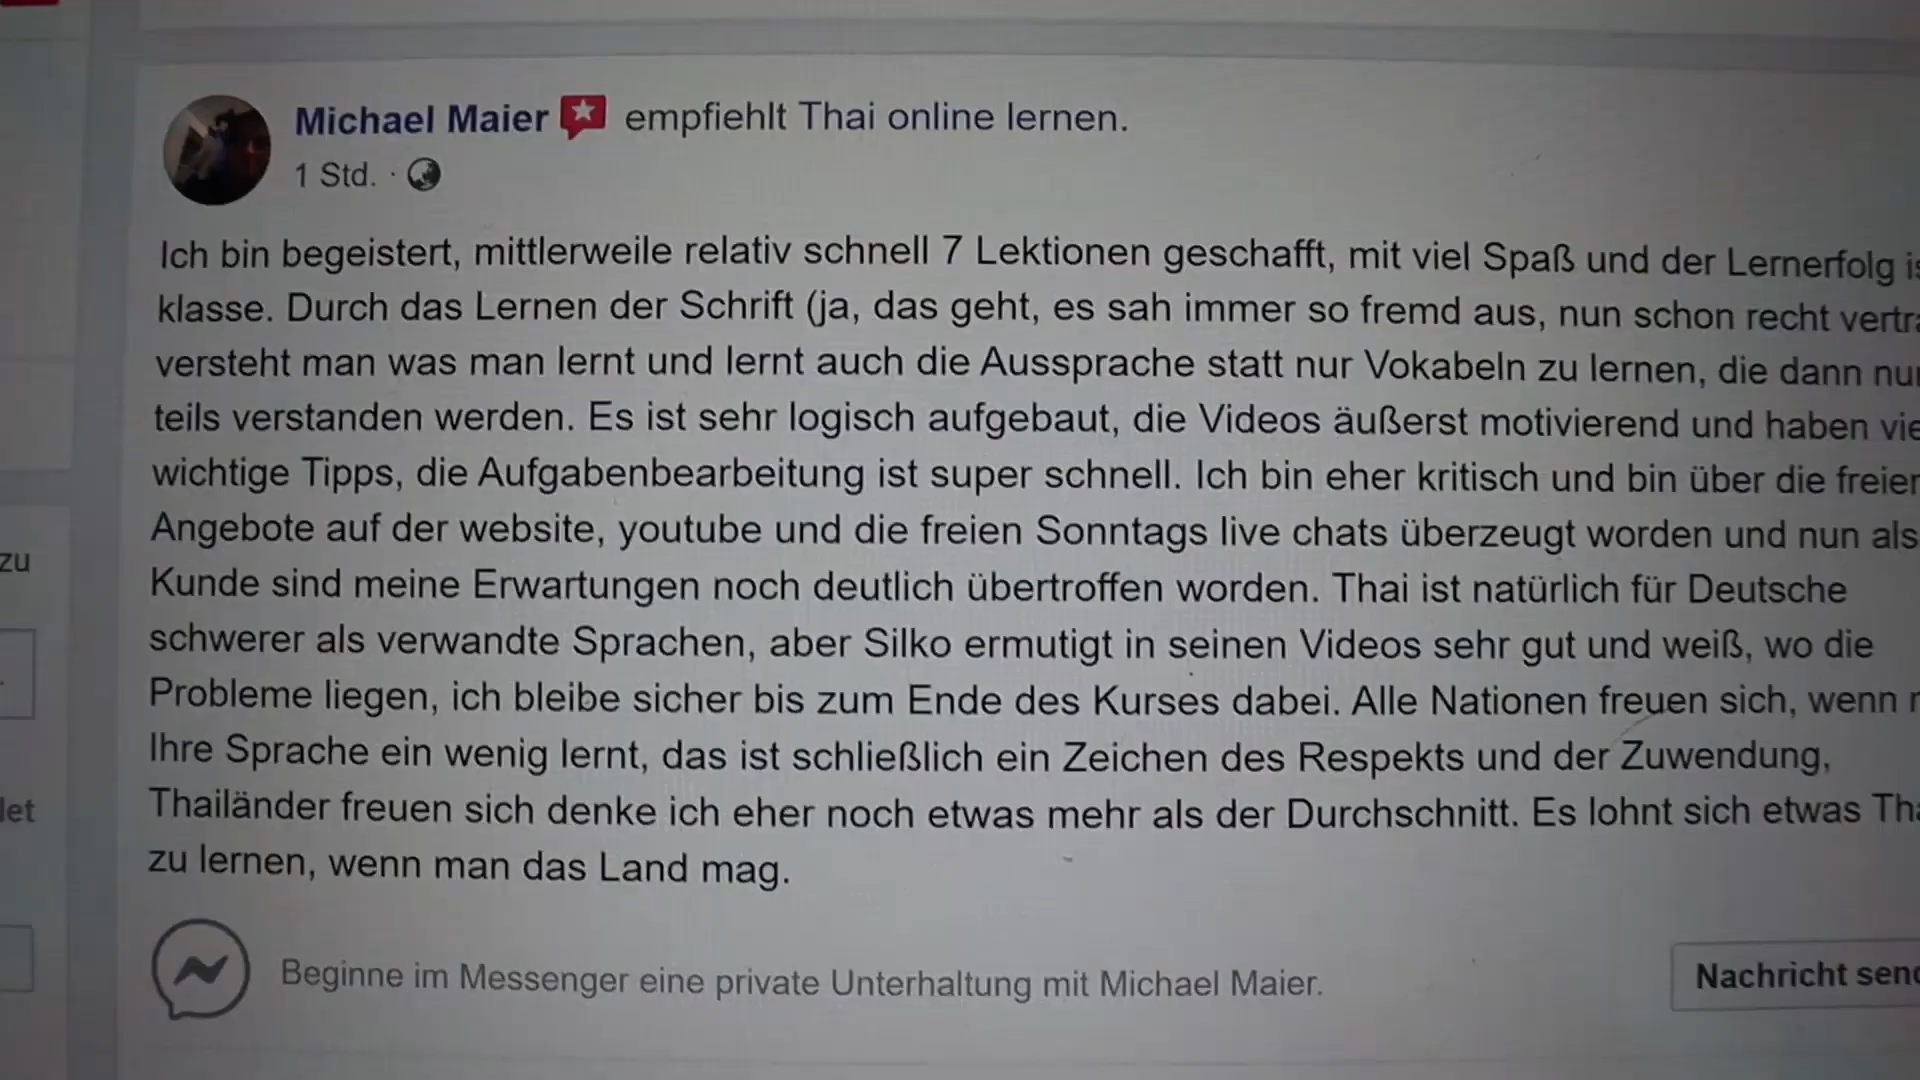 Michael Maier empfiehlt Thai online lernen.
1 Std. ·
Ich bin begeistert, mittlerweile relativ schnell 7 Lektionen geschafft, mit viel Spaß und der Lernerfolg
klasse. Durch das Lernen der Schrift (ja, das geht, es sah immer so fremd aus, nun schon recht
versteht man was man lernt und lernt auch die Aussprache statt nur Vokabeln zu lernen, die dann
teils verstanden werden. Es ist sehr logisch aufgebaut, die Videos äußerst motivierend und haben
wichtige Tipps, die Aufgabenbearbeitung ist super schnell. Ich bin eher kritisch und bin über die
Angebote auf der website, youtube und die freien Sonntags live chats überzeugt worden und nun als
zu
Kunde sind meine Erwartungen noch deutlich übertroffen worden. Thai ist natürlich für Deutsche
schwerer als verwandte Sprachen, aber Silko ermutigt in seinen Videos sehr gut und weiß, wo die
Probleme liegen, ich bleibe sicher bis zum Ende des Kurses dabei. Alle Nationen freuen sich, wenn
Ihre Sprache ein wenig lernt, das ist schließlich ein Zeichen des Respekts und der Zuwendung,
Thailänder freuen sich denke ich eher noch etwas mehr als der Durchschnitt. Es lohnt sich etwas
zu lernen, wenn man das Land mag.
Beginne im Messenger eine private Unterhaltung mit Michael Maier.
Nachricht